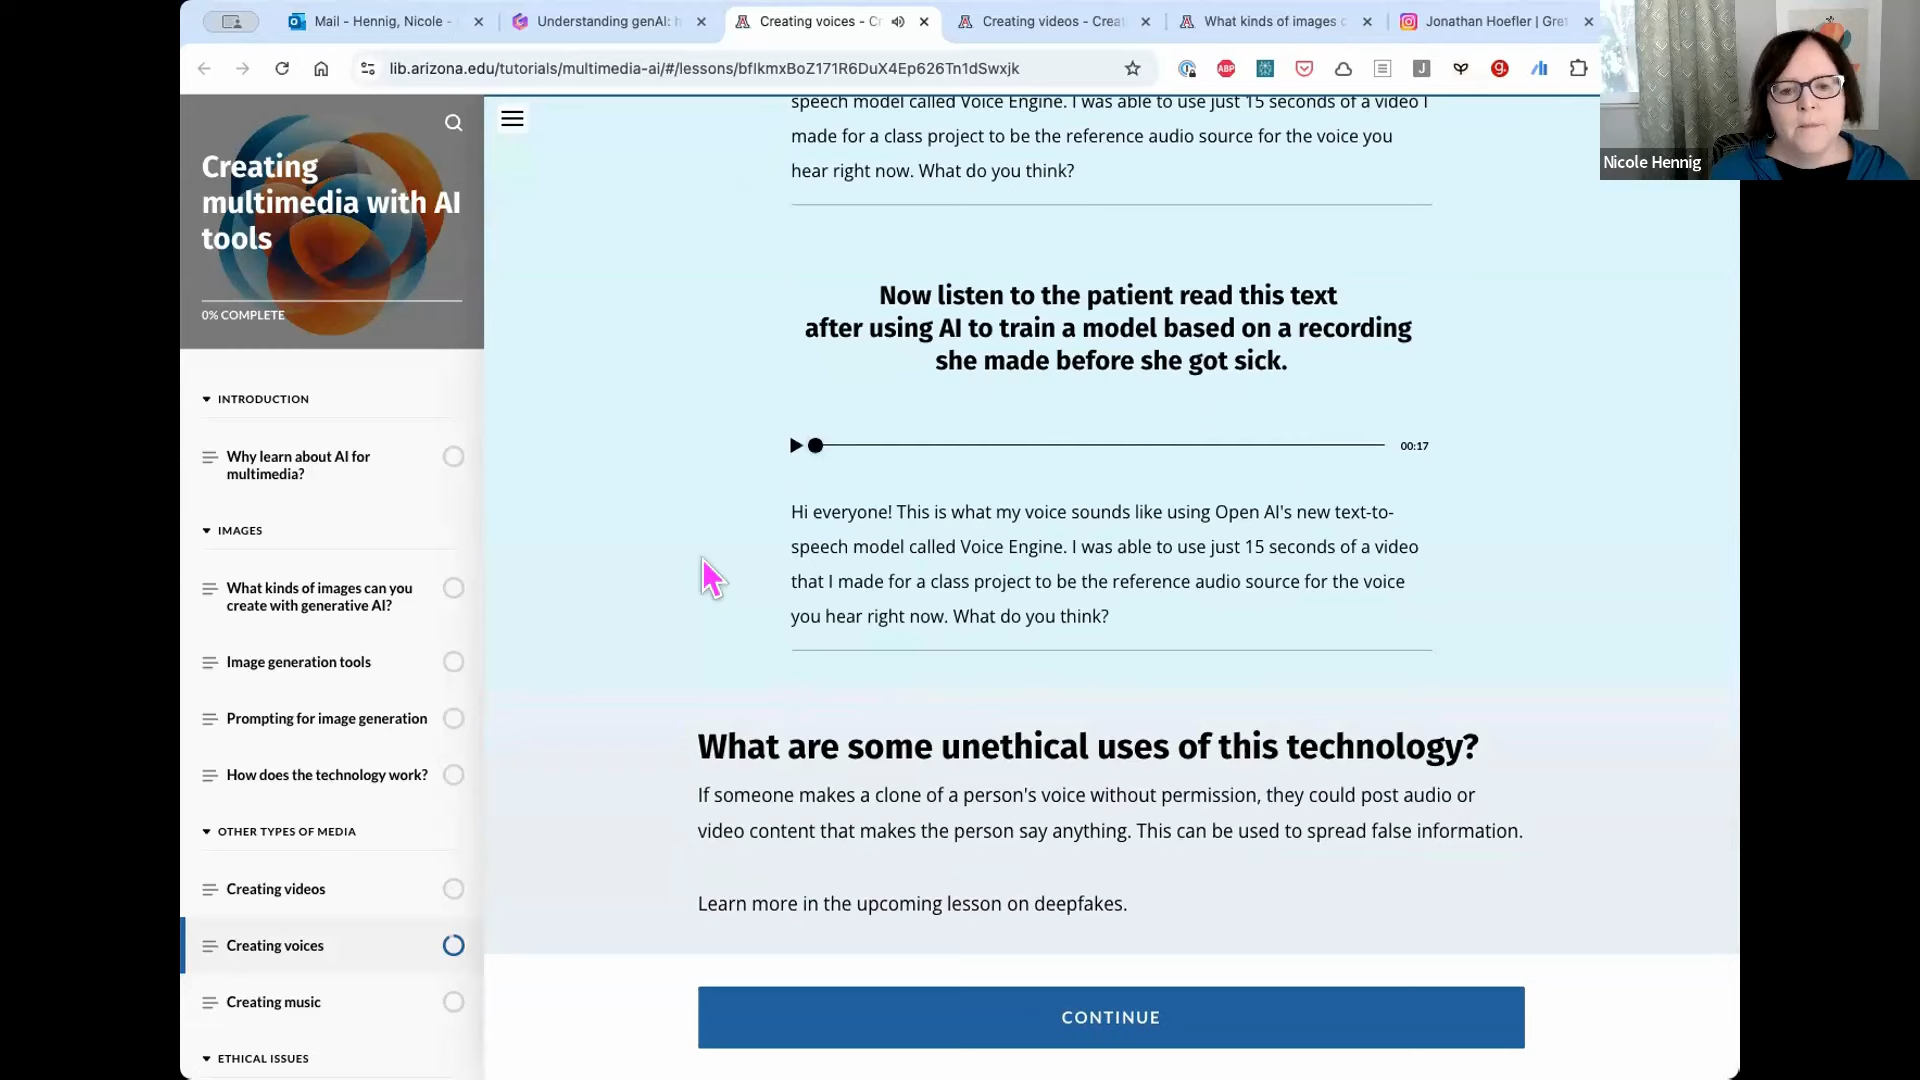 Mail - Hennig, Nicole -
Understanding genAI: h
Creating voices - Cr
Creating videos - Creat
What kinds of images c
Jonathan Hoefler | Gre
lib.arizona.edu/tutorials/multimedia-ai/#/lessons/bfIkmxBoZ171R6DuX4Ep626Tn1dSwxjk
ABP
J
g.
Nicole Hennig
Creating
multimedia with AI
tools
0% COMPLETE
INTRODUCTION
Why learn about AI for
multimedia?
IMAGES
What kinds of images can you
create with generative AI?
Image generation tools
Prompting for image generation
How does the technology work?
OTHER TYPES OF MEDIA
Creating videos
Creating voices
Creating music
ETHICAL ISSUES
speech model called Voice Engine. I was able to use just 15 seconds of a video I
made for a class project to be the reference audio source for the voice you
hear right now. What do you think?
Now listen to the patient read this text
after using AI to train a model based on a recording
she made before she got sick.
00:17
Hi everyone! This is what my voice sounds like using Open AI's new text-to-
speech model called Voice Engine. I was able to use just 15 seconds of a video
that I made for a class project to be the reference audio source for the voice
you hear right now. What do you think?
What are some unethical uses of this technology?
If someone makes a clone of a person's voice without permission, they could post audio or
video content that makes the person say anything. This can be used to spread false information.
Learn more in the upcoming lesson on deepfakes.
CONTINUE